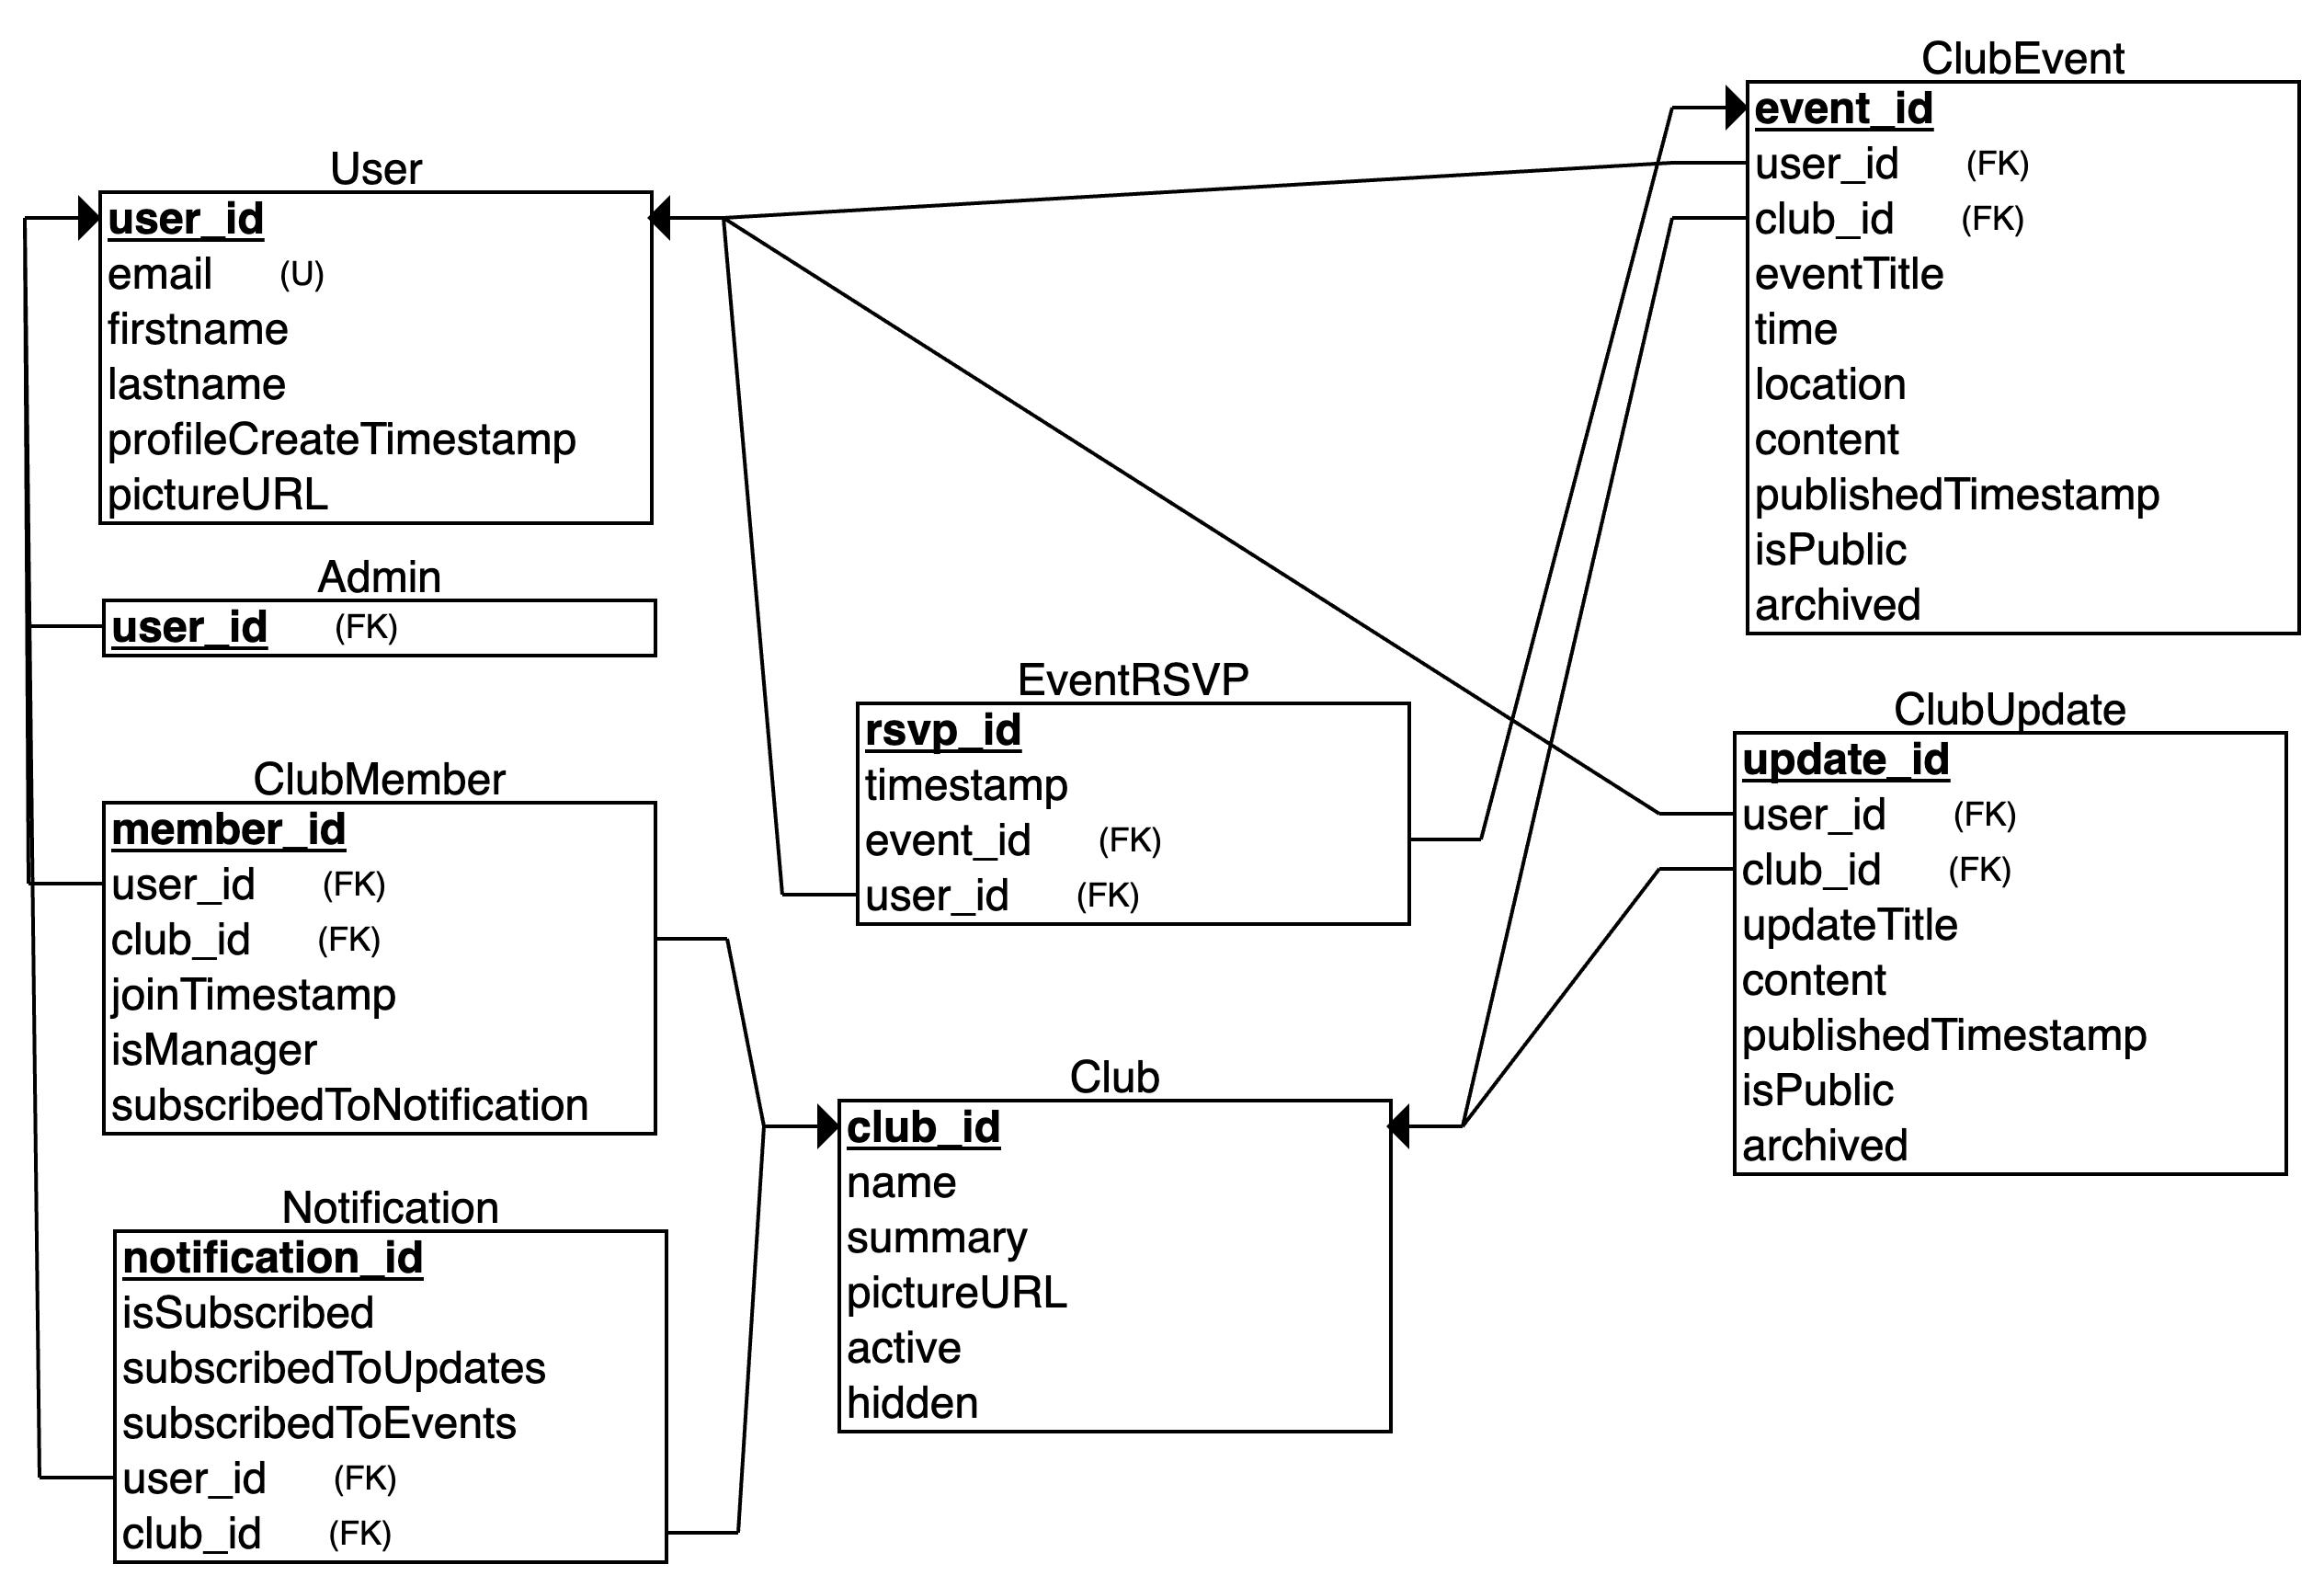 User
user_id
email (U)
firstname
lastname
profileCreateTimestamp
pictureURL
Admin
user_id (FK)
ClubMember
member_id
user_id (FK)
club_id (FK)
joinTimestamp
isManager
subscribedToNotification
Notification
notification_id
isSubscribed
subscribedToUpdates
subscribedToEvents
user_id (FK)
club_id (FK)
EventRSVP
rsvp_id
timestamp
event_id (FK)
user_id (FK)
Club
club_id
name
summary
pictureURL
active
hidden
ClubEvent
event_id
user_id (FK)
club_id (FK)
eventTitle
time
location
content
publishedTimestamp
isPublic
archived
ClubUpdate
update_id
user_id (FK)
club_id (FK)
updateTitle
content
publishedTimestamp
isPublic
archived